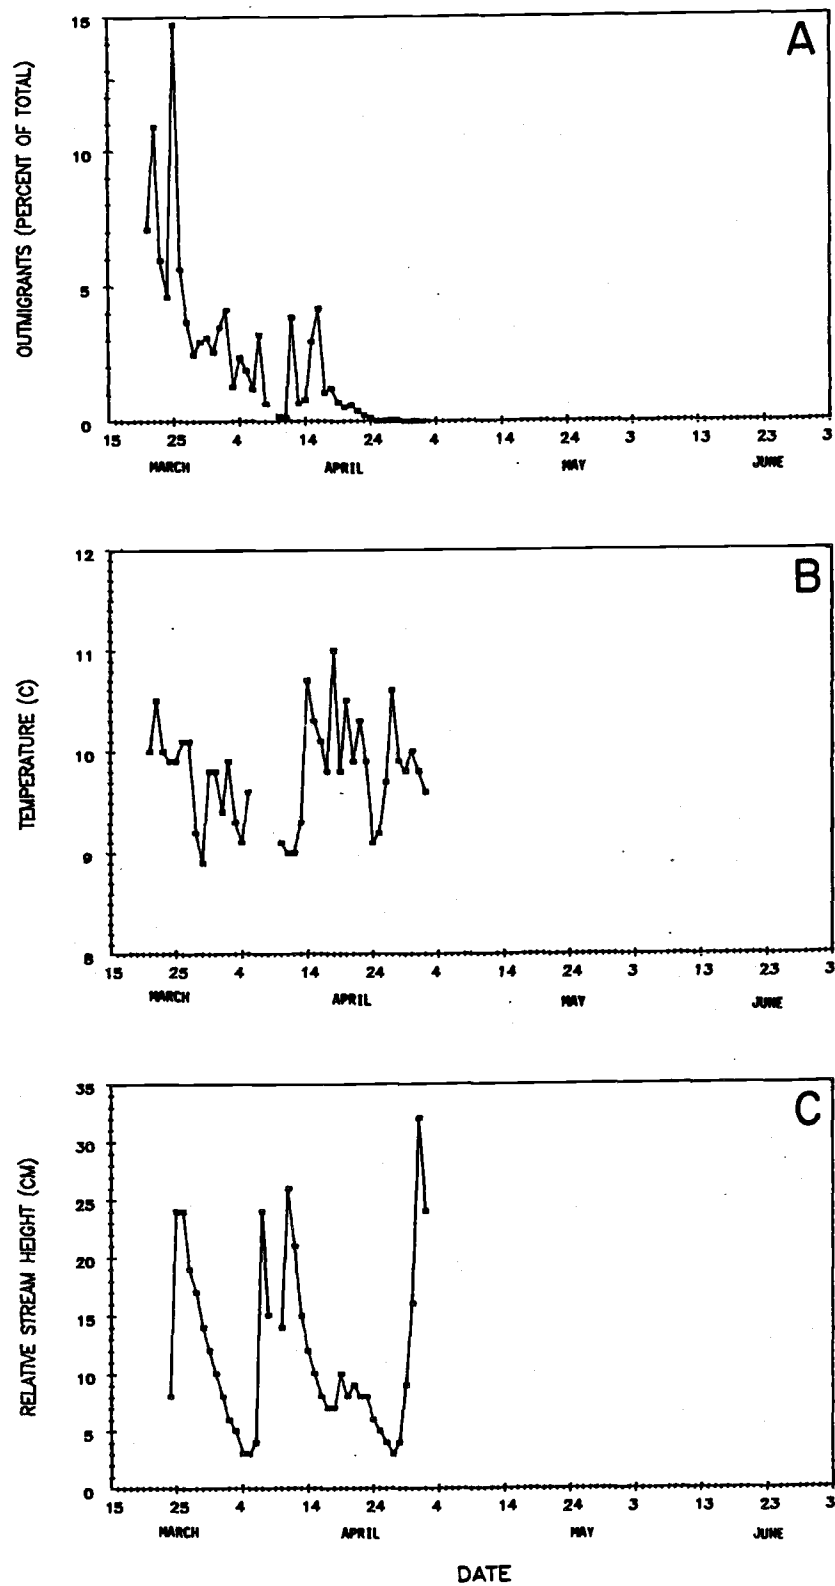 A
OUTMIGRANTS (PERCENT OF TOTAL)
15
10
5
0
15 25 4 14 24 4 14 24 3 13 23 3
MARCH APRIL MAY JUNE
B
TEMPERATURE (C)
12
11
10
9
8
15 25 4 14 24 4 14 24 3 13 23 3
MARCH APRIL MAY JUNE
C
RELATIVE STREAM HEIGHT (CM)
35
30
25
20
15
10
5
0
15 25 4 14 24 4 14 24 3 13 23 3
MARCH APRIL MAY JUNE
DATE